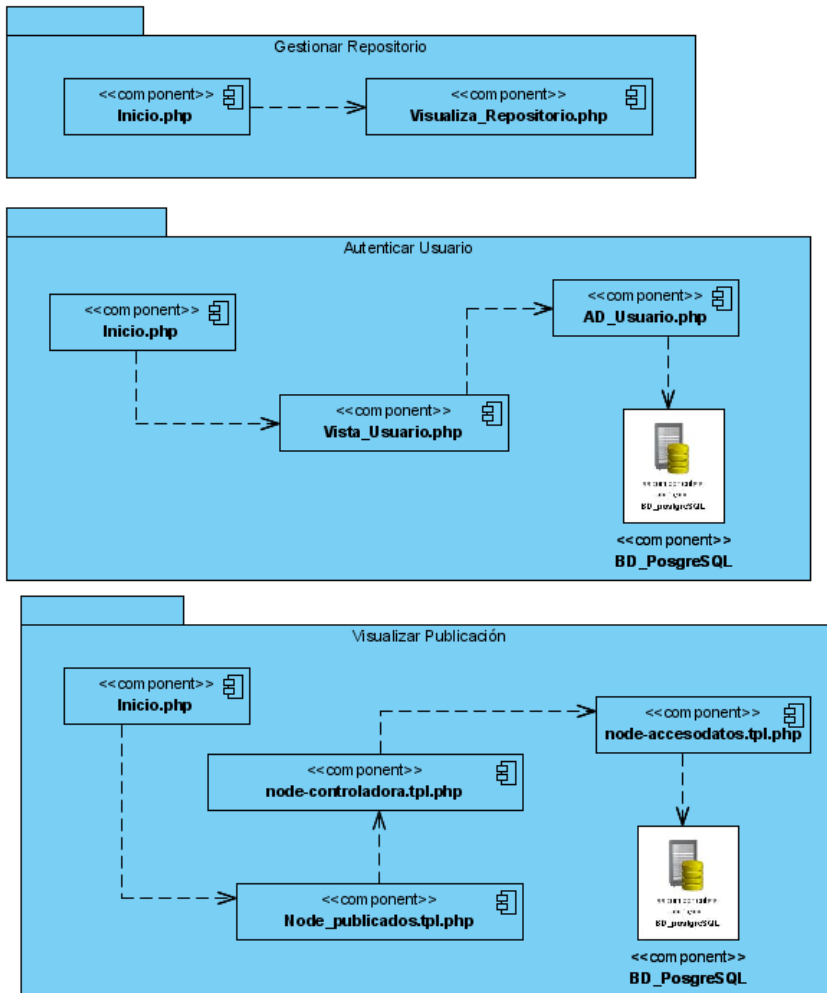 Gestionar Repositorio
<<component>>
Inicio.php
<<component>>
Visualiza_Repositorio.php
Autenticar Usuario
<<component>>
Inicio.php
<<component>>
AD_Usuario.php
<<component>>
Vista_Usuario.php
BD_postgreSQL
<<component>>
BD_PosgreSQL
Visualizar Publicación
<<component>>
Inicio.php
<<component>>
node-accesodatos.tpl.php
<<component>>
node-controladora.tpl.php
<<component>>
Node_publicados.tpl.php
BD_postgreSQL
<<component>>
BD_PosgreSQL